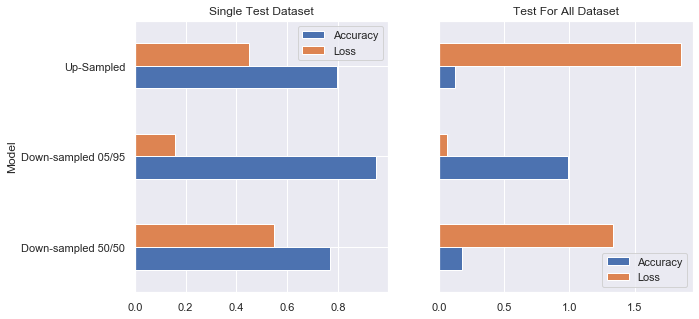 Single Test Dataset
Accuracy
Loss
Up-Sampled
Down-sampled 05/95
Down-sampled 50/50
Model
0.0 0.2 0.4 0.6 0.8
Test For All Dataset
Accuracy
Loss
0.0 0.5 1.0 1.5